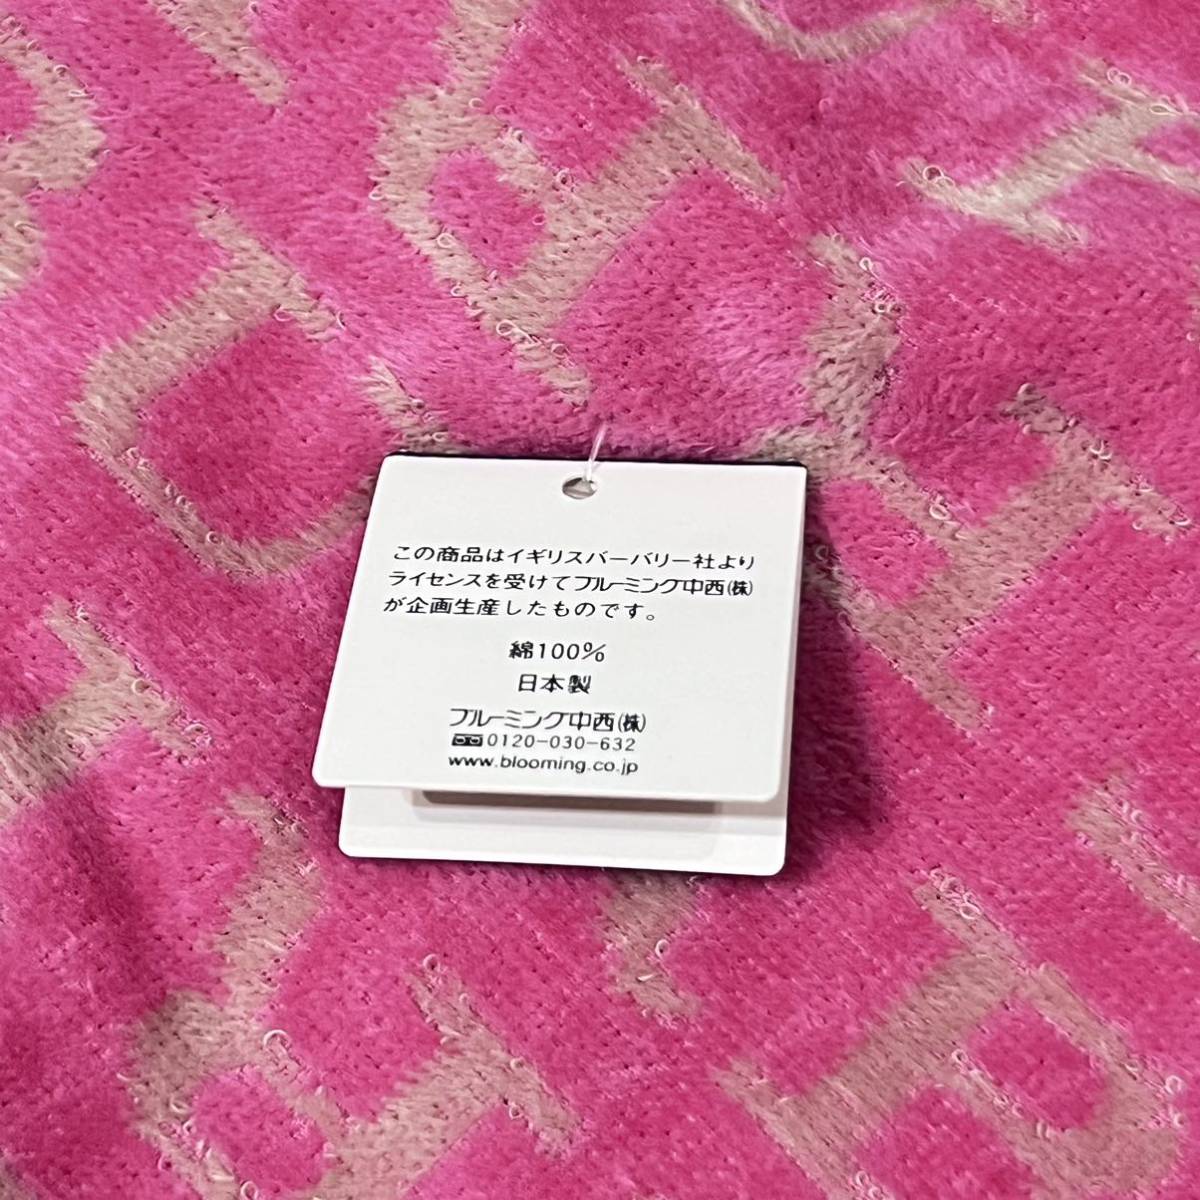 この商品はイギリスバーバリー社より
ライセンスを受けてブルーミング中西(株)
が企画生産したものです。
綿100%
日本製
ブルーミング中西(株)
0120-030-632
www.blooming.co.jp